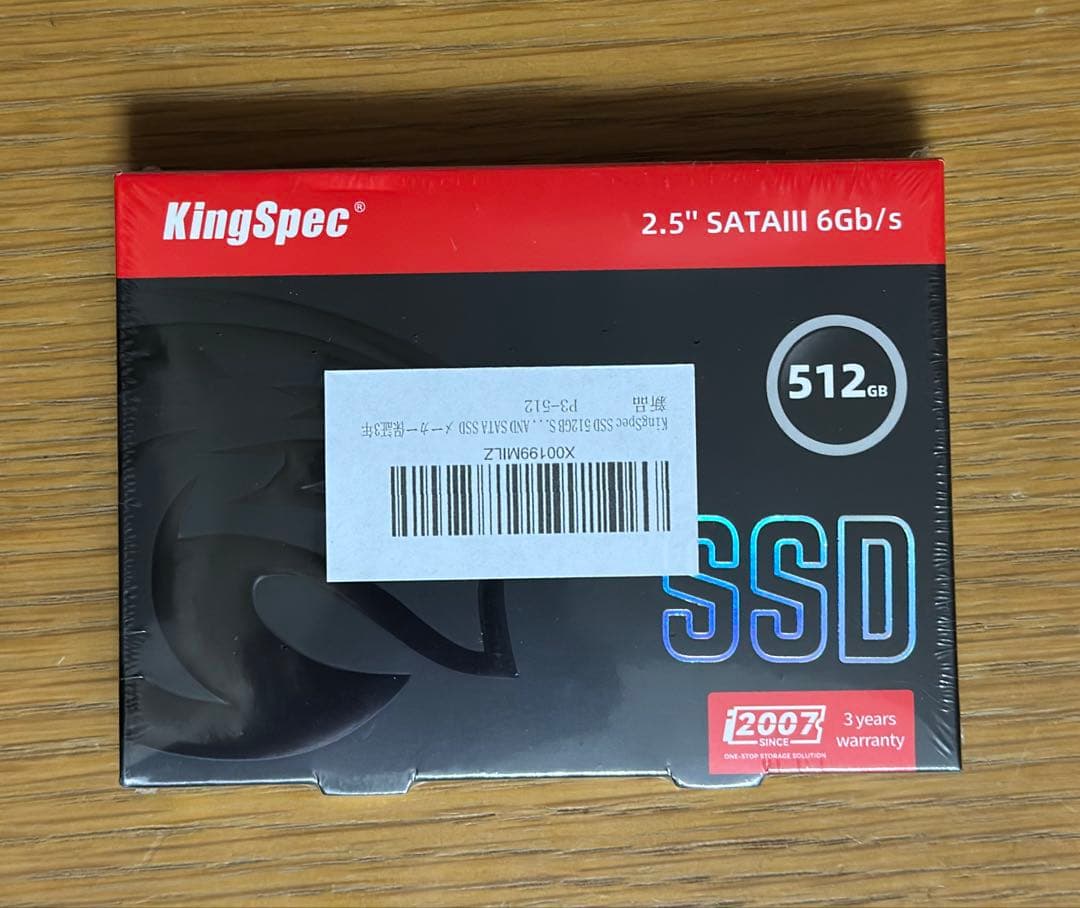 KingSpec®
2.5" SATAIII 6Gb/s
512GB
X00199MILZ
KingSpec SSD 512GB S. ... AND SATA SSD メーカー保証3年
新品
P3-512
SSD
2007
SINCE
ONE-STOP STORAGE SOLUTION
3 years
warranty